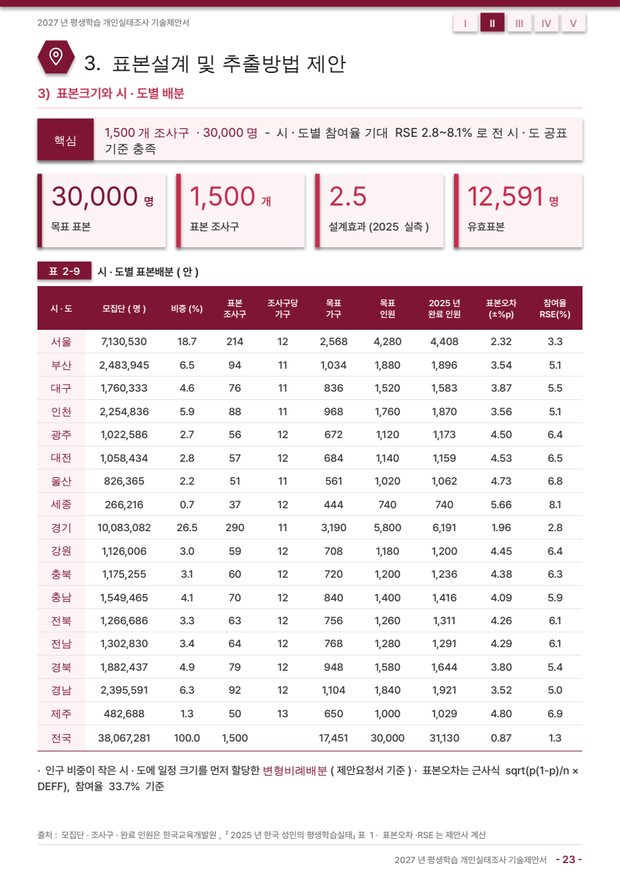 2027 년 평생학습 개인실태조사 기술제안서
I II III IV V
3. 표본설계 및 추출방법 제안
3) 표본크기와 시 · 도별 배분
핵심
1,500 개 조사구 · 30,000 명 - 시 · 도별 참여율 기대 RSE 2.8~8.1% 로 전 시 · 도 공표
기준 충족
30,000 명
목표 표본
1,500 개
표본 조사구
2.5
설계효과 (2025 실측 )
12,591 명
유효표본
표 2-9 시 · 도별 표본배분 ( 안 )
시 · 도 모집단 ( 명 ) 비중 (%) 표본 조사구 조사구당 가구 목표 가구 목표 인원 2025 년 완료 인원 표본오차 (±%p) 참여율 RSE(%)
서울 7,130,530 18.7 214 12 2,568 4,280 4,408 2.32 3.3
부산 2,483,945 6.5 94 11 1,034 1,880 1,896 3.54 5.1
대구 1,760,333 4.6 76 11 836 1,520 1,583 3.87 5.5
인천 2,254,836 5.9 88 11 968 1,760 1,870 3.56 5.1
광주 1,022,586 2.7 56 12 672 1,120 1,173 4.50 6.4
대전 1,058,434 2.8 57 12 684 1,140 1,159 4.53 6.5
울산 826,365 2.2 51 11 561 1,020 1,062 4.73 6.8
세종 266,216 0.7 37 12 444 740 740 5.66 8.1
경기 10,083,082 26.5 290 11 3,190 5,800 6,191 1.96 2.8
강원 1,126,006 3.0 59 12 708 1,180 1,200 4.45 6.4
충북 1,175,255 3.1 60 12 720 1,200 1,236 4.38 6.3
충남 1,549,465 4.1 70 12 840 1,400 1,416 4.09 5.9
전북 1,266,686 3.3 63 12 756 1,260 1,311 4.26 6.1
전남 1,302,830 3.4 64 12 768 1,280 1,291 4.29 6.1
경북 1,882,437 4.9 79 12 948 1,580 1,644 3.80 5.4
경남 2,395,591 6.3 92 12 1,104 1,840 1,921 3.52 5.0
제주 482,688 1.3 50 13 650 1,000 1,029 4.80 6.9
전국 38,067,281 100.0 1,500 17,451 30,000 31,130 0.87 1.3
· 인구 비중이 작은 시 · 도에 일정 크기를 먼저 할당한 변형비례배분 ( 제안요청서 기준 ) · 표본오차는 근사식 sqrt(p(1-p)/n ×
DEFF), 참여율 33.7% 기준
출처 : 모집단 · 조사구 · 완료 인원은 한국교육개발원 , 「 2025 년 한국 성인의 평생학습실태」 표 1 · 표본오차 ·RSE 는 제안사 계산
2027 년 평생학습 개인실태조사 기술제안서 - 23 -